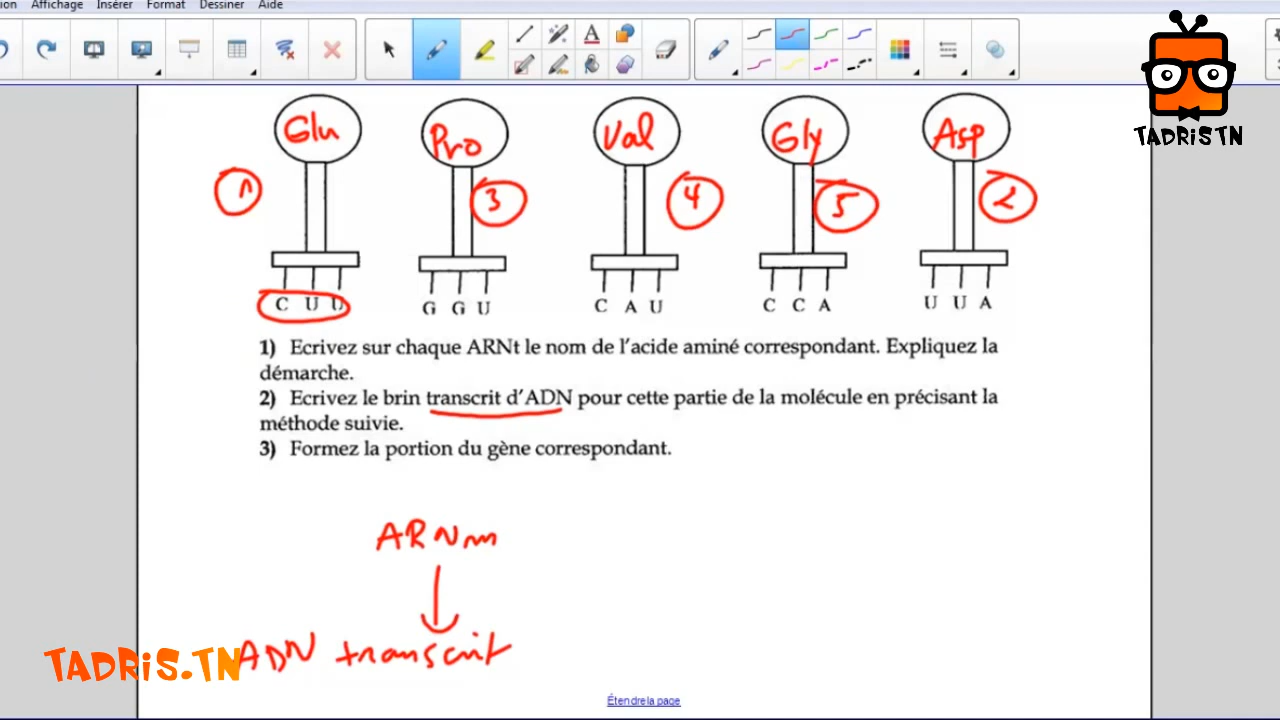 Affichage Insérer Format Dessiner Aide
TADRiSTN
Glu Pro Val Gly Asp
1 3 4 5 2
C U U G G U C A U C C A U U A
1) Ecrivez sur chaque ARNt le nom de l'acide aminé correspondant. Expliquez la
démarche.
2) Ecrivez le brin transcrit d'ADN pour cette partie de la molécule en précisant la
méthode suivie.
3) Formez la portion du gène correspondant.
ARNm
TADRiS.TN ADN transcrit
Étendre la page